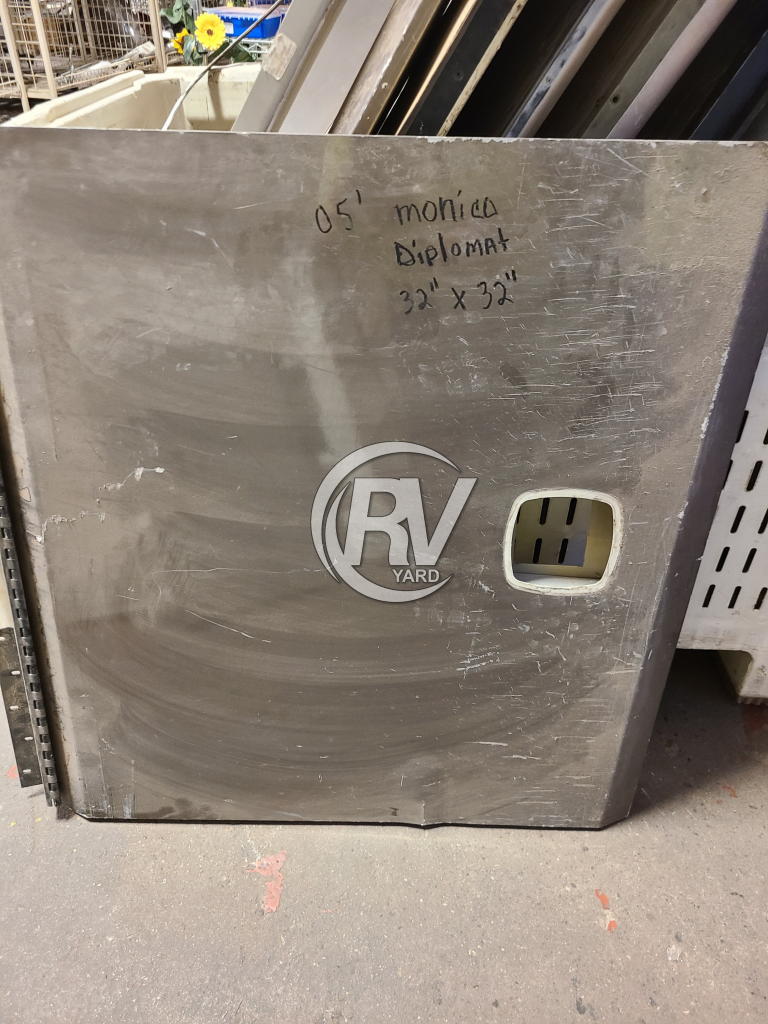 05' monica
Diplomat
32" x 32"
RV
YARD